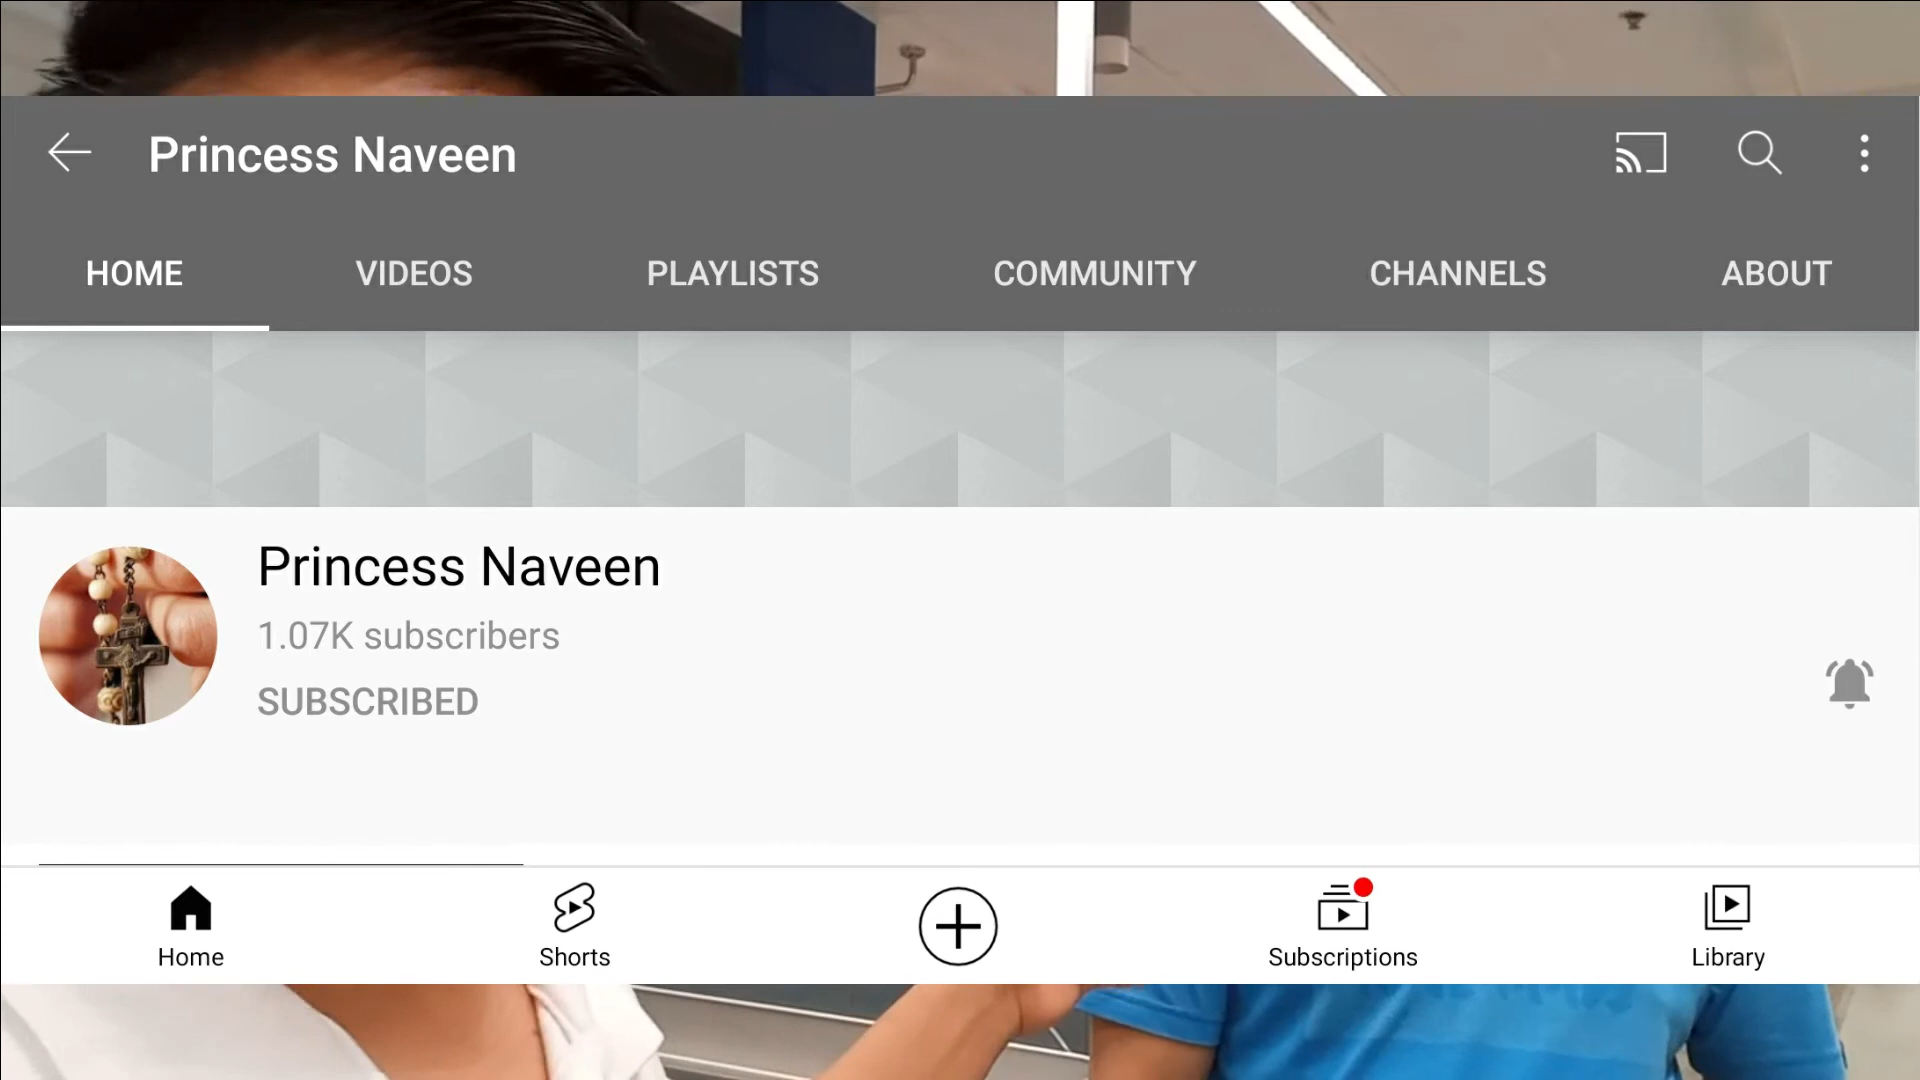 Princess Naveen
HOME VIDEOS PLAYLISTS COMMUNITY CHANNELS ABOUT
Princess Naveen
1.07K subscribers
SUBSCRIBED
Home Shorts Subscriptions Library